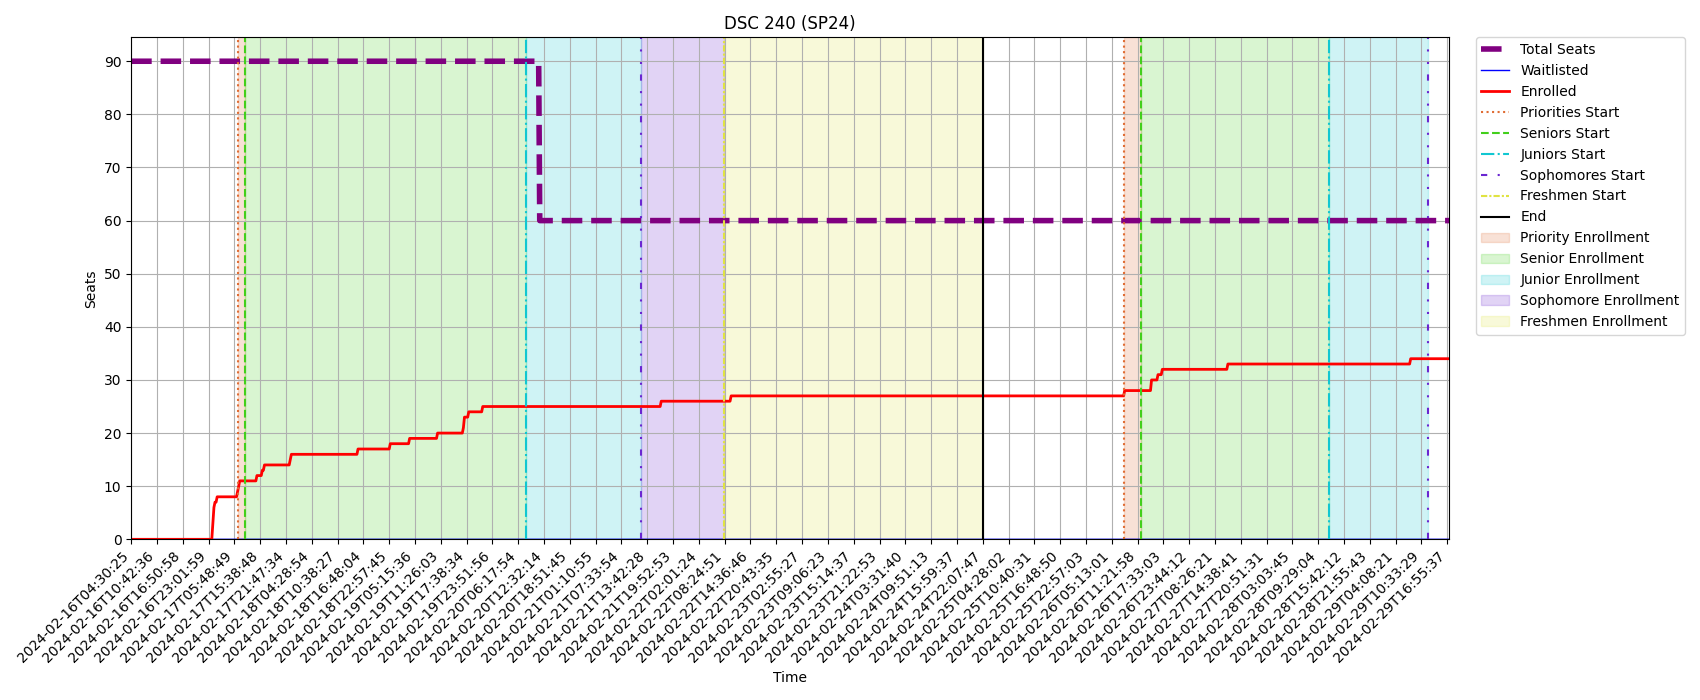 DSC 240 (SP24)
Total Seats
Waitlisted
Enrolled
Priorities Start
Seniors Start
Juniors Start
Sophomores Start
Freshmen Start
End
Priority Enrollment
Senior Enrollment
Junior Enrollment
Sophomore Enrollment
Freshmen Enrollment
Seats
90
80
70
60
50
40
30
20
10
0
2024-02-16T04:30:25
2024-02-16T10:42:36
2024-02-16T16:50:58
2024-02-16T23:01:59
2024-02-17T05:48:49
2024-02-17T15:38:48
2024-02-17T21:47:34
2024-02-18T04:28:54
2024-02-18T10:38:27
2024-02-18T16:48:04
2024-02-18T22:57:45
2024-02-19T05:15:36
2024-02-19T11:26:03
2024-02-19T17:38:34
2024-02-19T23:51:56
2024-02-20T06:17:54
2024-02-20T12:32:14
2024-02-20T18:51:45
2024-02-21T01:10:55
2024-02-21T07:33:54
2024-02-21T13:42:28
2024-02-21T19:52:53
2024-02-22T02:01:24
2024-02-22T08:24:51
2024-02-22T14:36:46
2024-02-22T20:43:35
2024-02-23T02:55:27
2024-02-23T09:06:23
2024-02-23T15:14:37
2024-02-23T21:22:53
2024-02-24T03:31:40
2024-02-24T09:51:13
2024-02-24T15:59:37
2024-02-24T22:07:47
2024-02-25T04:28:02
2024-02-25T10:40:31
2024-02-25T16:48:50
2024-02-25T22:57:03
2024-02-26T05:13:01
2024-02-26T11:21:58
2024-02-26T17:33:03
2024-02-26T23:44:12
2024-02-27T08:26:21
2024-02-27T14:38:41
2024-02-27T20:51:31
2024-02-28T03:03:45
2024-02-28T09:29:04
2024-02-28T15:42:12
2024-02-28T21:55:43
2024-02-29T04:08:21
2024-02-29T10:33:29
2024-02-29T16:55:37
Time